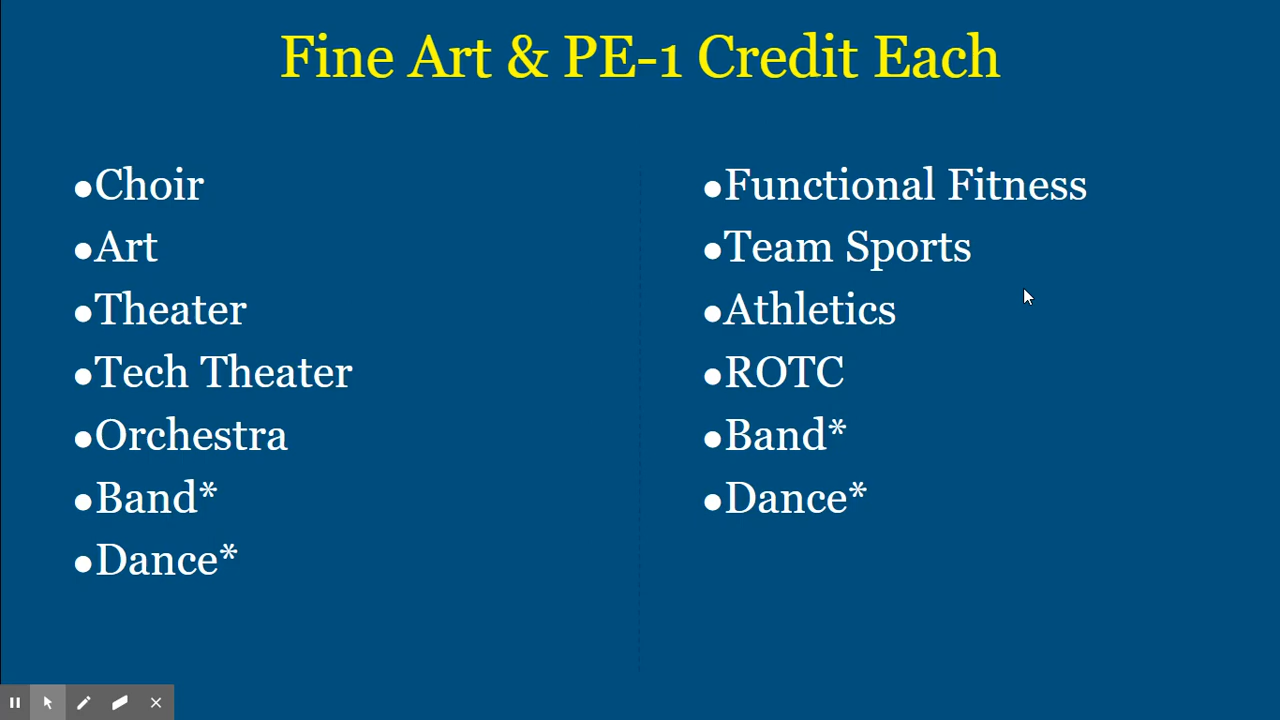 Fine Art & PE-1 Credit Each
●Choir
●Art
●Theater
●Tech Theater
●Orchestra
●Band*
●Dance*
●Functional Fitness
●Team Sports
●Athletics
●ROTC
●Band*
●Dance*